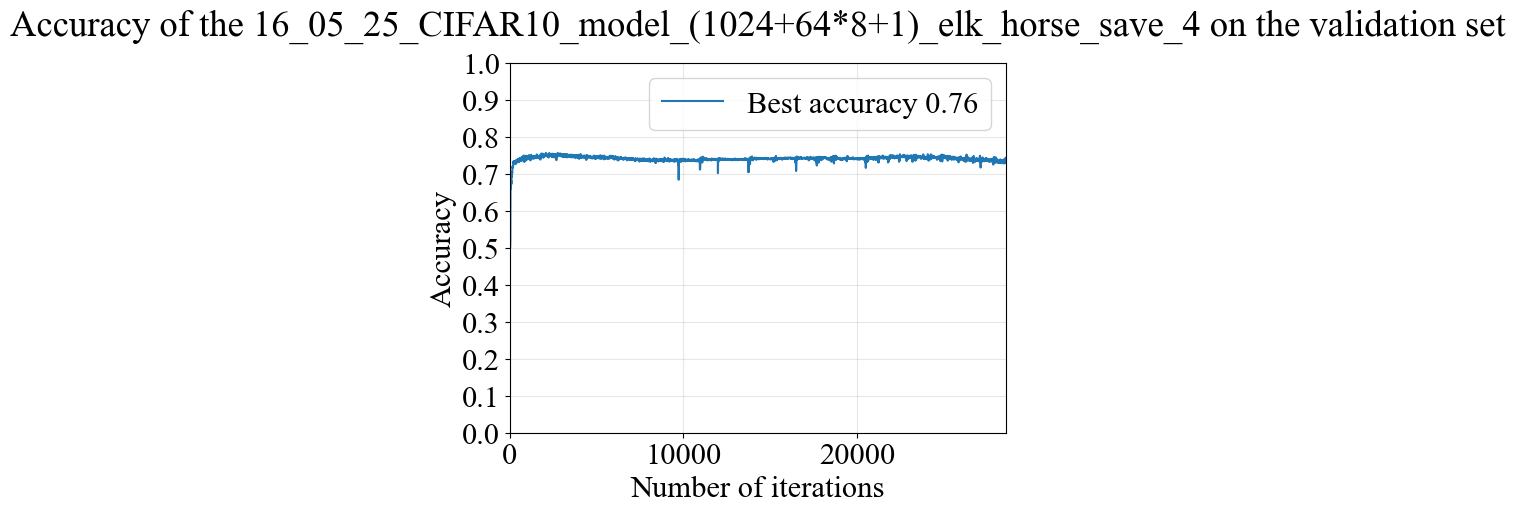 Accuracy of the 16_05_25_CIFAR10_model_(1024+64*8+1)_elk_horse_save_4 on the validation set
1.0
0.9
0.8
0.7
0.6
0.5
0.4
0.3
0.2
0.1
0.0
Accuracy
Best accuracy 0.76
0 10000 20000
Number of iterations